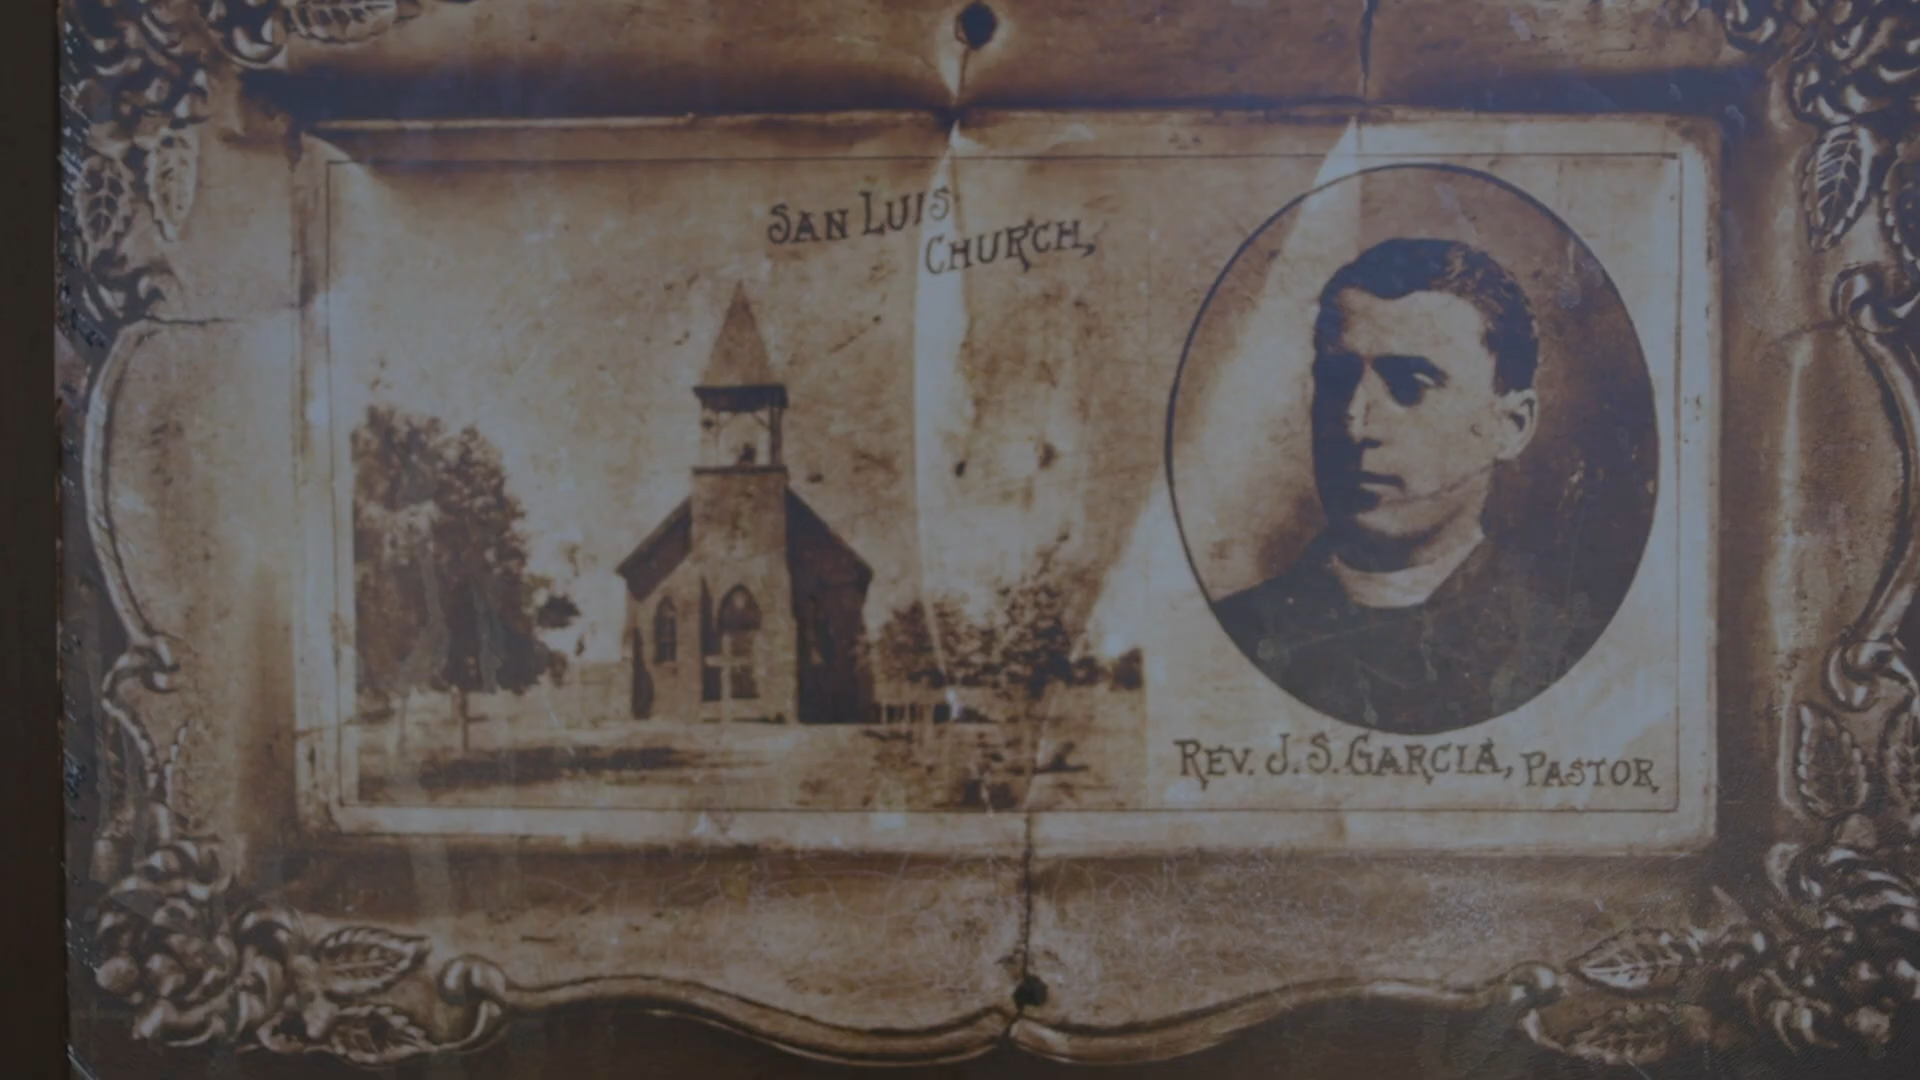 SAN LUIS
CHURCH,
REV. J. S. GARCIA, PASTOR